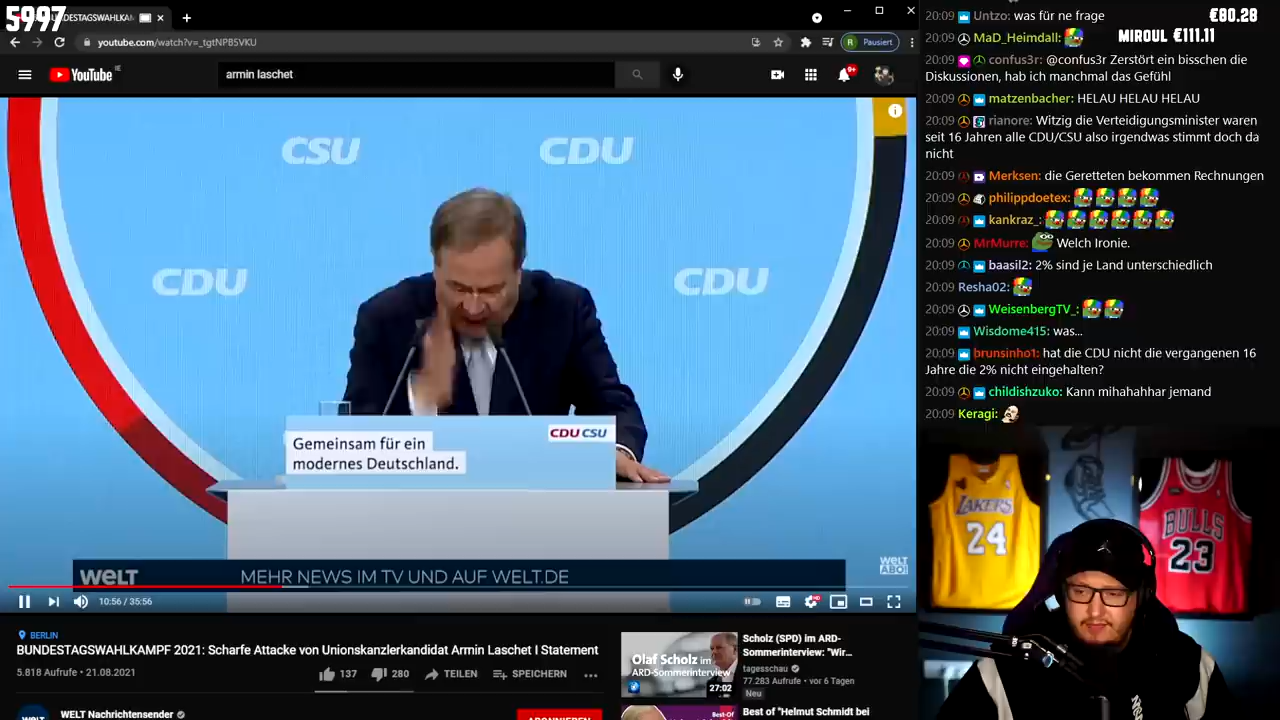 5997
NDESTAGSWAHLKAM
youtube.com/watch?v=_tgtNPBSVKU
R
Pausiert
YouTube
IE
armin laschet
9+
CSU
CDU
CDU
CDU
Gemeinsam für ein
modernes Deutschland.
CDU CSU
WELT
MEHR NEWS IM TV UND AUF WELT.DE
WELT
ABO!
10:56 / 35:56
HD
BERLIN
BUNDESTAGSWAHLKAMPF 2021: Scharfe Attacke von Unionskanzlerkandidat Armin Laschet I Statement
5.818 Aufrufe • 21.08.2021
137
280
TEILEN
SPEICHERN
WELT Nachrichtensender
ABONNIEREN
Olaf Scholz im
ARD-Sommerinterview
27:02
Scholz (SPD) im ARD-
Sommerinterview: "Wir...
tagesschau
77.283 Aufrufe • vor 6 Tagen
Neu
Best-Of
Best of "Helmut Schmidt bei
€80.28
MIROUL €111.11
20:09 Untzo: was für ne frage
20:09 MaD_Heimdall:
20:09 confus3r: @confus3r Zerstört ein bisschen die
Diskussionen, hab ich manchmal das Gefühl
20:09 matzenbacher: HELAU HELAU HELAU
20:09 rianore: Witzig die Verteidigungsminister waren
seit 16 Jahren alle CDU/CSU also irgendwas stimmt doch da
nicht
20:09 Merksen: die Geretteten bekommen Rechnungen
20:09 philippdoetex:
20:09 kankraz_:
20:09 MrMurre: Welch Ironie.
20:09 baasil2: 2% sind je Land unterschiedlich
Resha02:
20:09 WeisenbergTV_:
20:09 Wisdome415: was...
20:09 brunsinho1: hat die CDU nicht die vergangenen 16
Jahre die 2% nicht eingehalten?
20:09 childishzuko: Kann mihahahhar jemand
20:09 Keragi:
LAKERS
24
BULLS
23